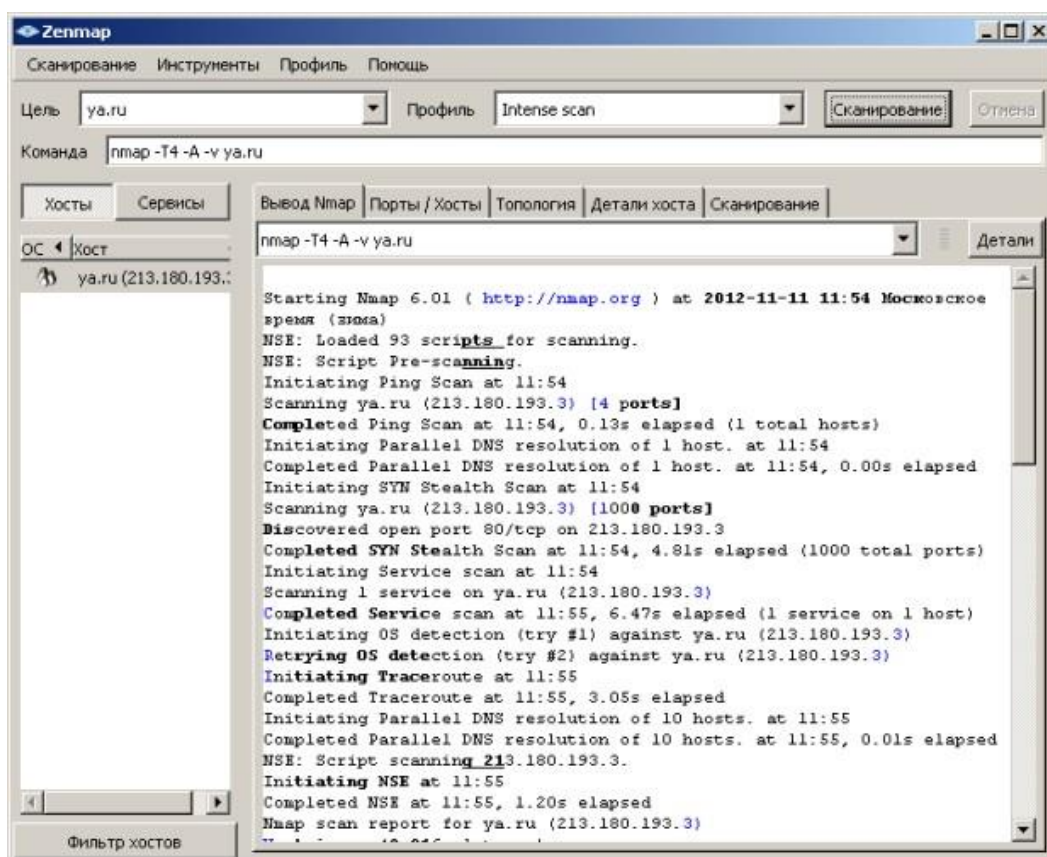 Zenmap
Сканирование Инструменты Профиль Помощь
Цель ya.ru Профиль Intense scan Сканирование Отмена
Команда nmap -T4 -A -v ya.ru
Хосты Сервисы Вывод Nmap Порты / Хосты Топология Детали хоста Сканирование
nmap -T4 -A -v ya.ru Детали
ОС Хост
ya.ru (213.180.193.
Starting Nmap 6.01 ( http://nmap.org ) at 2012-11-11 11:54 Московское
время (зима)
NSE: Loaded 93 scripts for scanning.
NSE: Script Pre-scanning.
Initiating Ping Scan at 11:54
Scanning ya.ru (213.180.193.3) [4 ports]
Completed Ping Scan at 11:54, 0.13s elapsed (1 total hosts)
Initiating Parallel DNS resolution of 1 host. at 11:54
Completed Parallel DNS resolution of 1 host. at 11:54, 0.00s elapsed
Initiating SYN Stealth Scan at 11:54
Scanning ya.ru (213.180.193.3) [1000 ports]
Discovered open port 80/tcp on 213.180.193.3
Completed SYN Stealth Scan at 11:54, 4.81s elapsed (1000 total ports)
Initiating Service scan at 11:54
Scanning 1 service on ya.ru (213.180.193.3)
Completed Service scan at 11:55, 6.47s elapsed (1 service on 1 host)
Initiating OS detection (try #1) against ya.ru (213.180.193.3)
Retrying OS detection (try #2) against ya.ru (213.180.193.3)
Initiating Traceroute at 11:55
Completed Traceroute at 11:55, 3.05s elapsed
Initiating Parallel DNS resolution of 10 hosts. at 11:55
Completed Parallel DNS resolution of 10 hosts. at 11:55, 0.01s elapsed
NSE: Script scanning 213.180.193.3.
Initiating NSE at 11:55
Completed NSE at 11:55, 1.20s elapsed
Nmap scan report for ya.ru (213.180.193.3)
Фильтр хостов